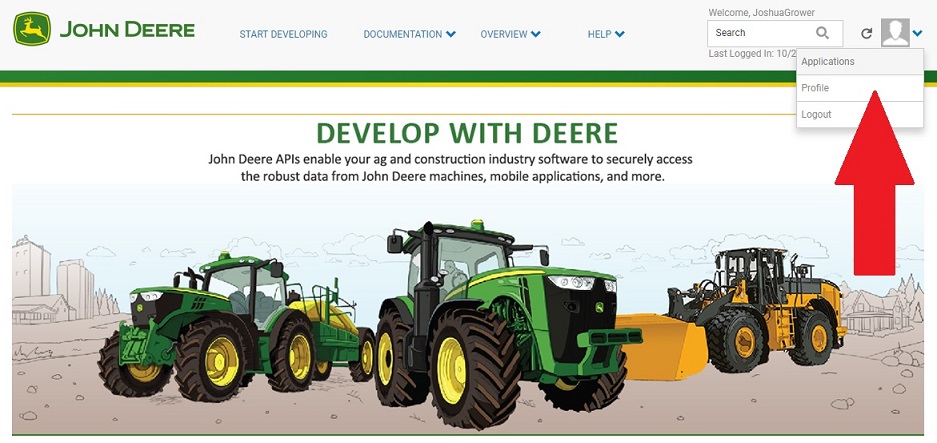 JOHN DEERE
START DEVELOPING
DOCUMENTATION
OVERVIEW
HELP
Welcome, JoshuaGrower
Search
Last Logged In: 10/2
Applications
Profile
Logout
DEVELOP WITH DEERE
John Deere APIs enable your ag and construction industry software to securely access
the robust data from John Deere machines, mobile applications, and more.